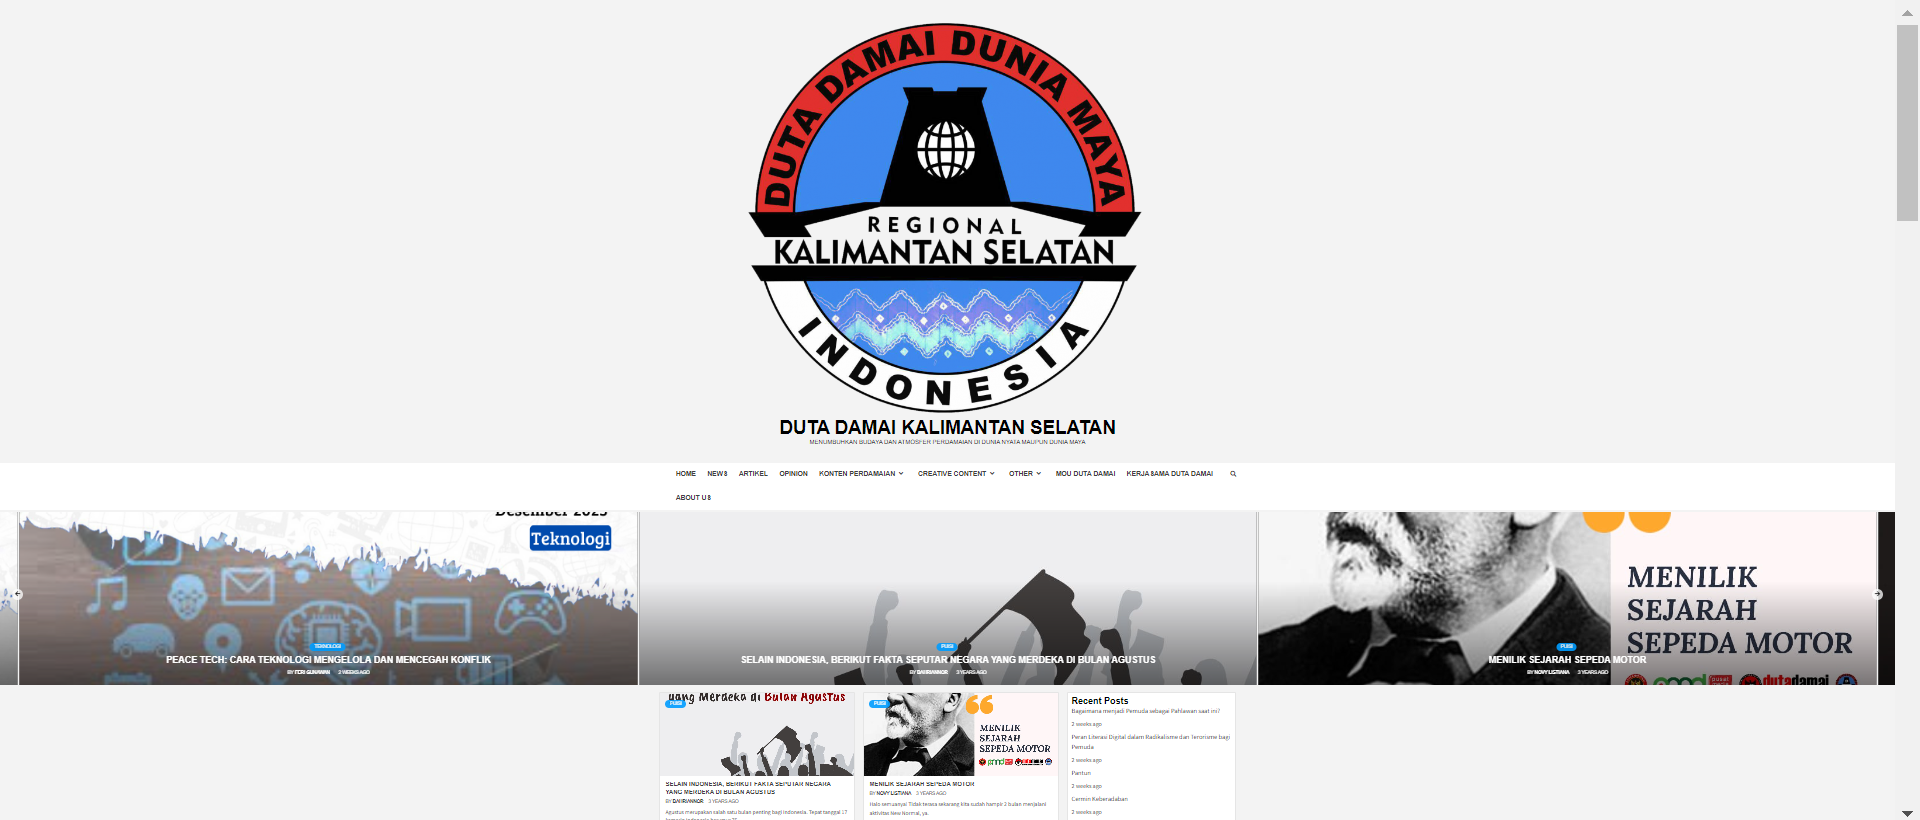 DUTA DAMAI DUNIA MAYA
REGIONAL
KALIMANTAN SELATAN
INDONESIA
DUTA DAMAI KALIMANTAN SELATAN
MENUMBUHKAN BUDAYA DAN ATMOSFER PERDAMAIAN DI DUNIA NYATA MAUPUN DUNIA MAYA
HOME NEWS ARTIKEL OPINION KONTEN PERDAMAIAN CREATIVE CONTENT OTHER MOU DUTA DAMAI KERJA SAMA DUTA DAMAI
ABOUT US
Desember 2023
Teknologi
TEKNOLOGI
PEACE TECH: CARA TEKNOLOGI MENGELOLA DAN MENCEGAH KONFLIK
BY FERI GUNAWAN 2 WEEKS AGO
PUISI
SELAIN INDONESIA, BERIKUT FAKTA SEPUTAR NEGARA YANG MERDEKA DI BULAN AGUSTUS
BY DAHRIANNOR 3 YEARS AGO
MENILIK
SEJARAH
SEPEDA MOTOR
PUISI
MENILIK SEJARAH SEPEDA MOTOR
BY NOVY LISTIANA 3 YEARS AGO
dutadamai
yang Merdeka di Bulan Agustus
PUISI
SELAIN INDONESIA, BERIKUT FAKTA SEPUTAR NEGARA
YANG MERDEKA DI BULAN AGUSTUS
BY DAHRIANNOR 3 YEARS AGO
Agustus merupakan salah satu bulan penting bagi Indonesia. Tepat tanggal 17
PUISI
MENILIK
SEJARAH
SEPEDA MOTOR
MENILIK SEJARAH SEPEDA MOTOR
BY NOVY LISTIANA 3 YEARS AGO
Halo semuanya! Tidak terasa sekarang kita sudah hampir 2 bulan menjalani
aktivitas New Normal, ya.
Recent Posts
Bagaimana menjadi Pemuda sebagai Pahlawan saat ini?
2 weeks ago
Peran Literasi Digital dalam Radikalisme dan Terorisme bagi
Pemuda
2 weeks ago
Pantun
2 weeks ago
Cermin Keberadaban
2 weeks ago